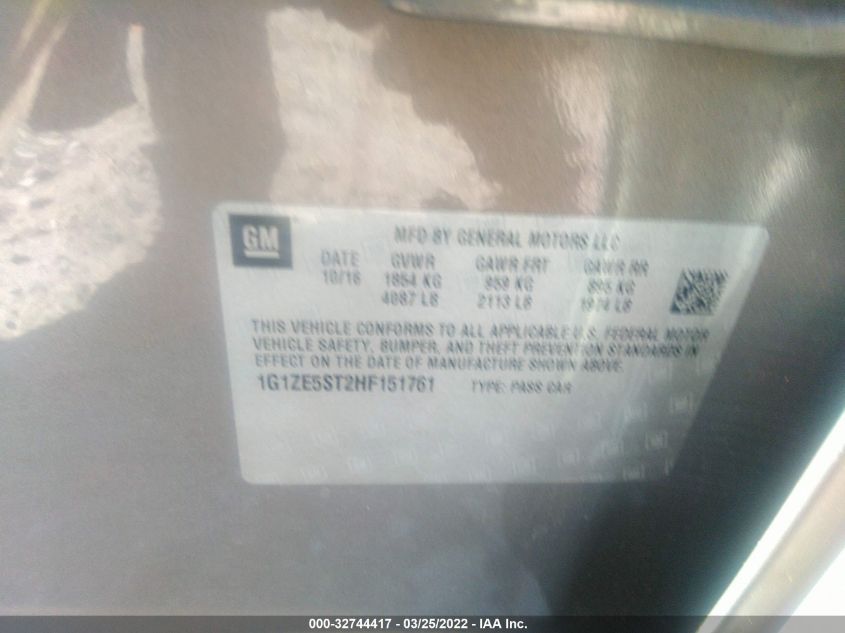 GM
MFD BY GENERAL MOTORS LLC
DATE GVWR GAWR FRT GAWR RR
10/16 1854 KG 959 KG 895 KG
4087 LB 2113 LB 1974 LB
THIS VEHICLE CONFORMS TO ALL APPLICABLE U.S. FEDERAL MOTOR
VEHICLE SAFETY, BUMPER, AND THEFT PREVENTION STANDARDS IN
EFFECT ON THE DATE OF MANUFACTURE SHOWN ABOVE.
1G1ZE5ST2HF151761 TYPE: PASS CAR
000-32744417 - 03/25/2022 - IAA Inc.